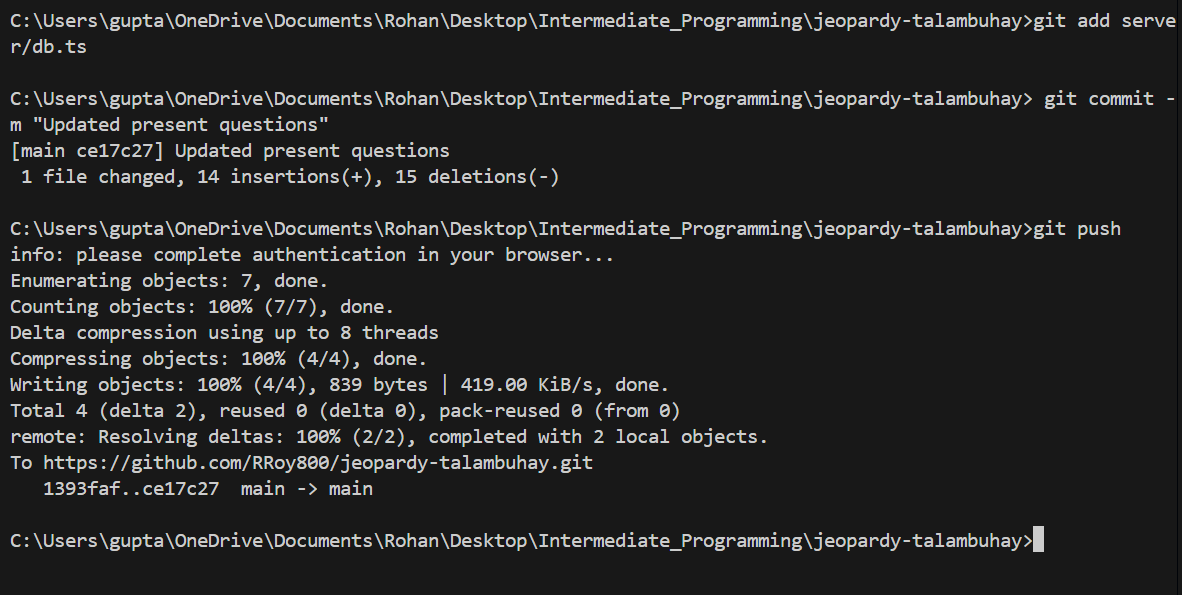 C:\Users\gupta\OneDrive\Documents\Rohan\Desktop\Intermediate_Programming\jeopardy-talambuhay>git add serve
r/db.ts
C:\Users\gupta\OneDrive\Documents\Rohan\Desktop\Intermediate_Programming\jeopardy-talambuhay> git commit -
m "Updated present questions"
[main ce17c27] Updated present questions
 1 file changed, 14 insertions(+), 15 deletions(-)
C:\Users\gupta\OneDrive\Documents\Rohan\Desktop\Intermediate_Programming\jeopardy-talambuhay>git push
info: please complete authentication in your browser...
Enumerating objects: 7, done.
Counting objects: 100% (7/7), done.
Delta compression using up to 8 threads
Compressing objects: 100% (4/4), done.
Writing objects: 100% (4/4), 839 bytes | 419.00 KiB/s, done.
Total 4 (delta 2), reused 0 (delta 0), pack-reused 0 (from 0)
remote: Resolving deltas: 100% (2/2), completed with 2 local objects.
To https://github.com/RRoy800/jeopardy-talambuhay.git
   1393faf..ce17c27  main -> main
C:\Users\gupta\OneDrive\Documents\Rohan\Desktop\Intermediate_Programming\jeopardy-talambuhay>